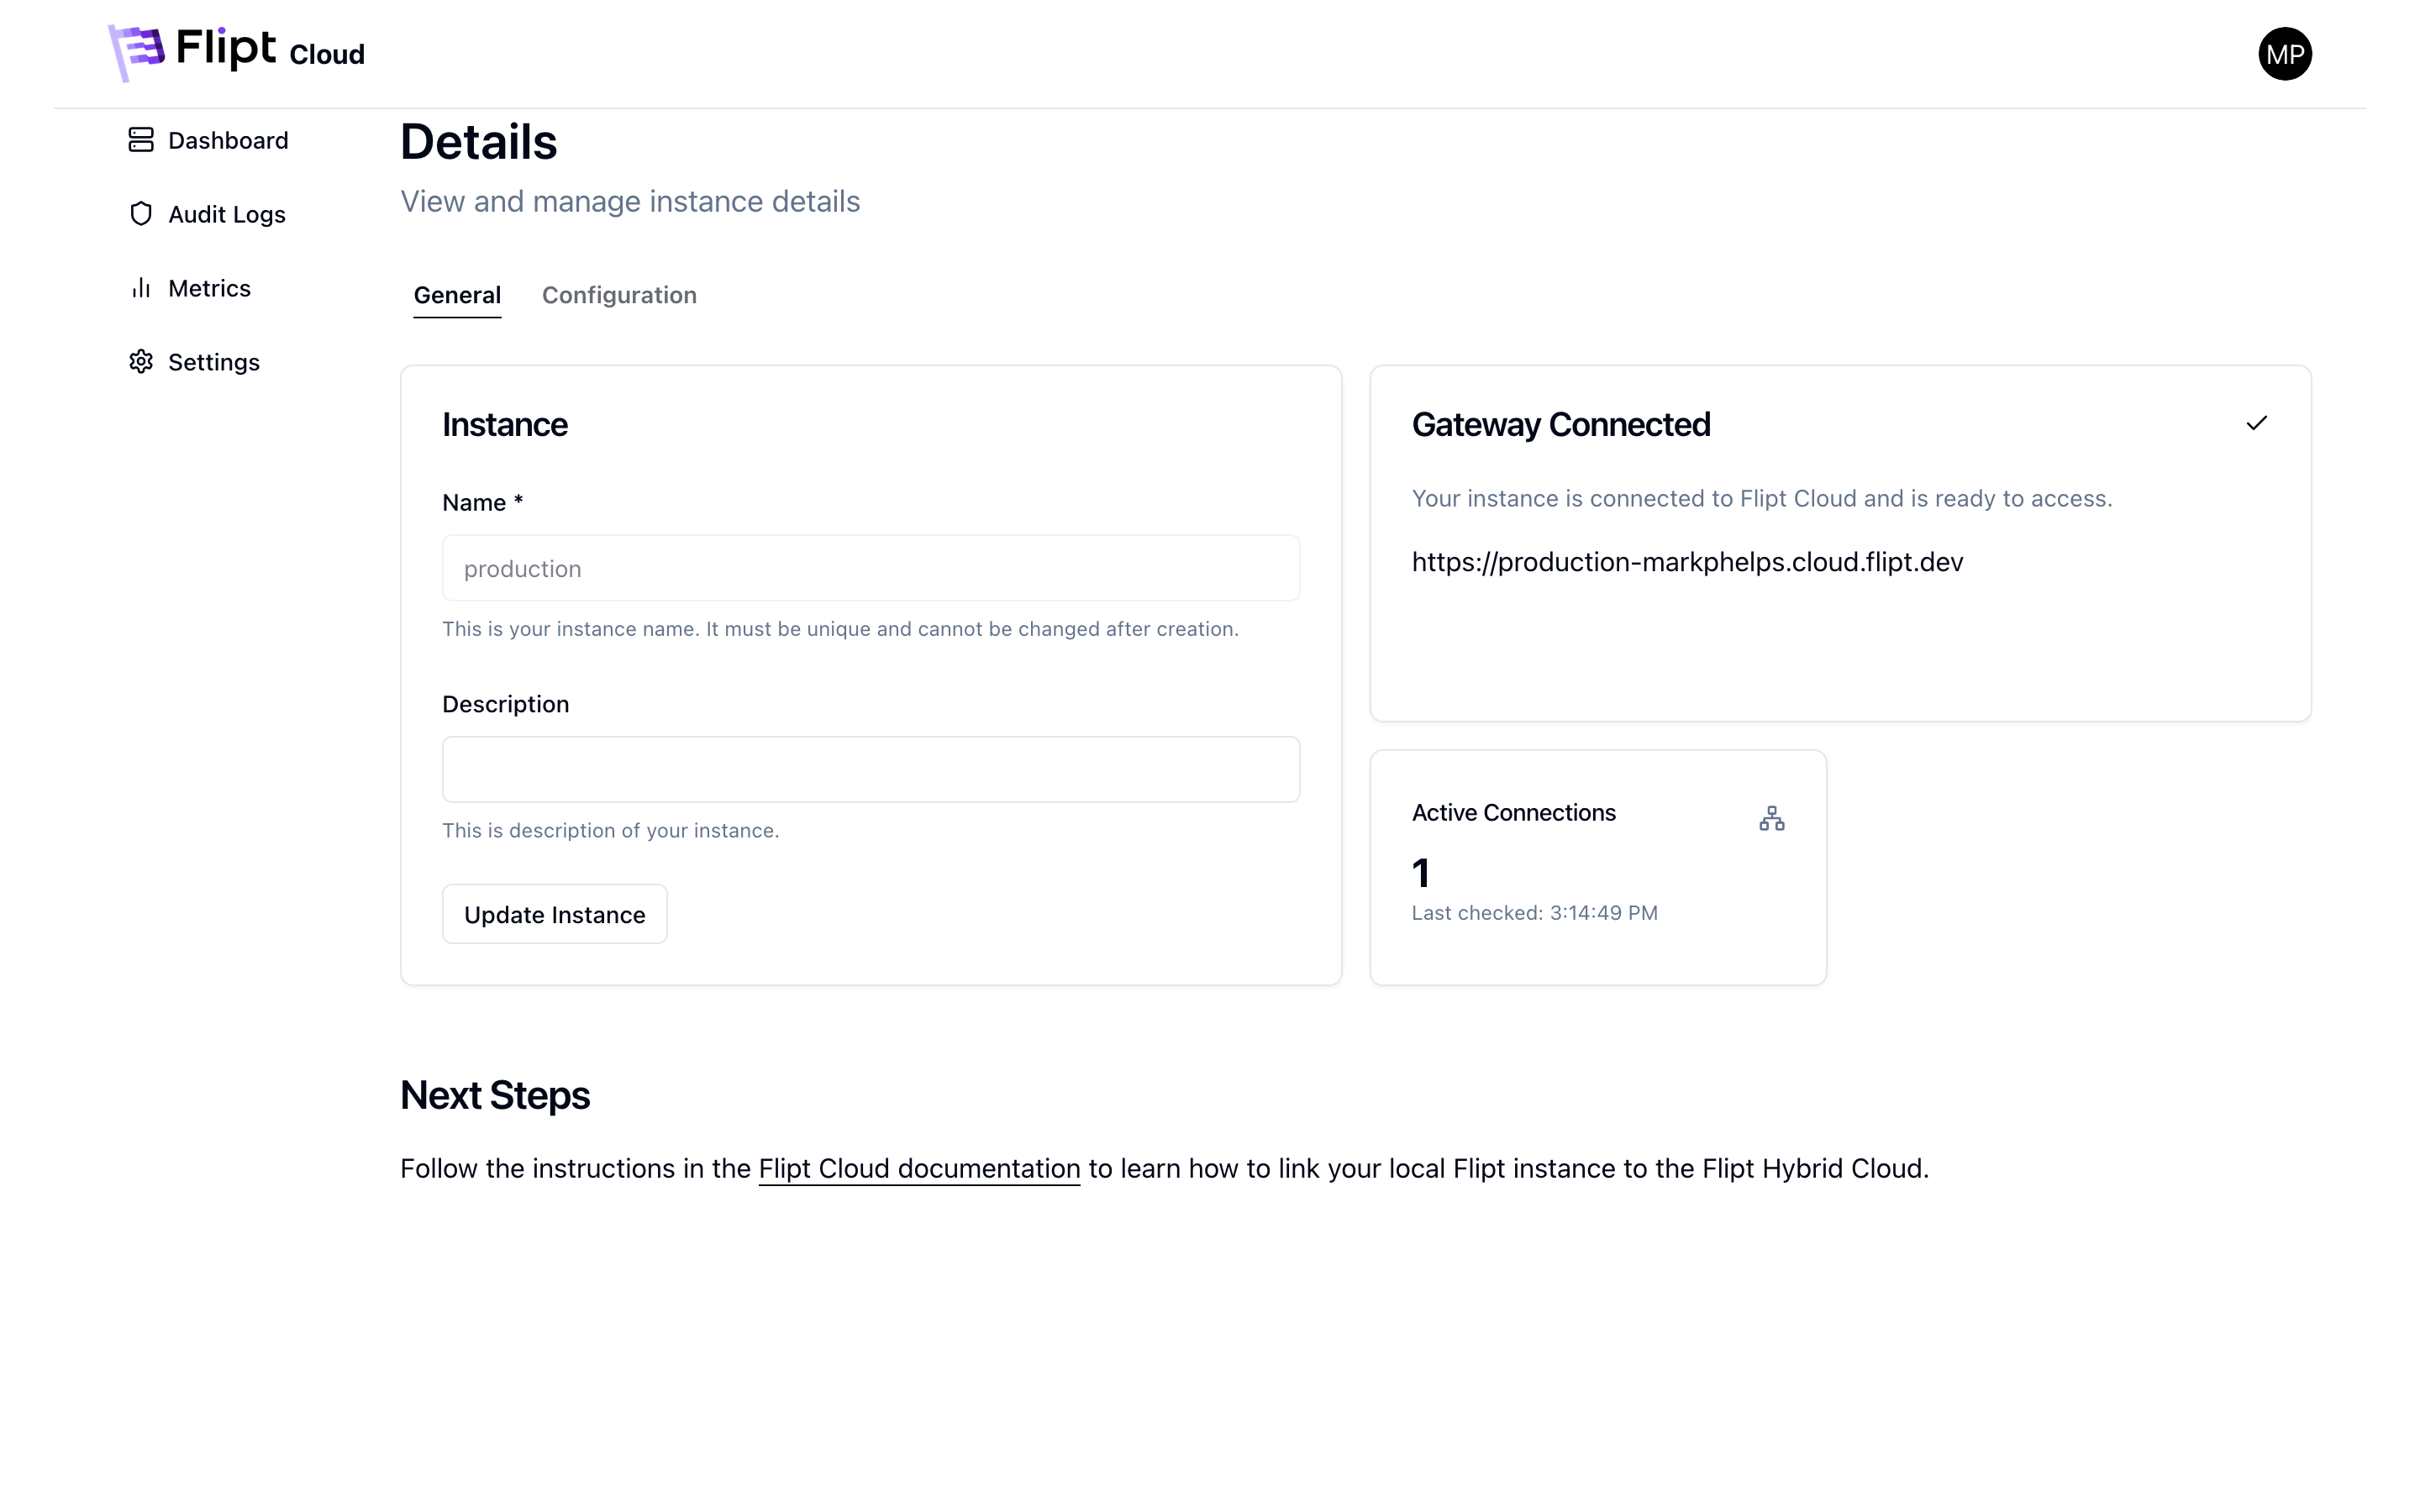 Flipt Cloud
MP
Dashboard
Audit Logs
Metrics
Settings
Details
View and manage instance details
General
Configuration
Instance
Name *
production
This is your instance name. It must be unique and cannot be changed after creation.
Description
This is description of your instance.
Update Instance
Gateway Connected
Your instance is connected to Flipt Cloud and is ready to access.
https://production-markphelps.cloud.flipt.dev
Active Connections
1
Last checked: 3:14:49 PM
Next Steps
Follow the instructions in the Flipt Cloud documentation to learn how to link your local Flipt instance to the Flipt Hybrid Cloud.